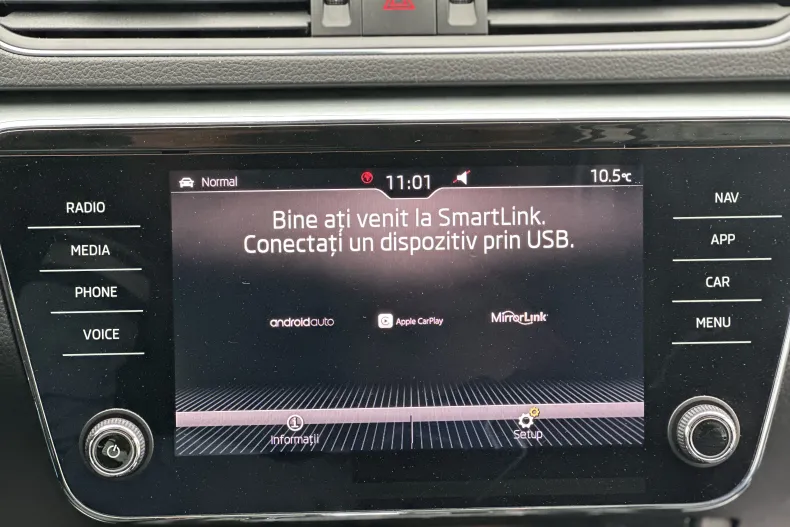 Normal 11:01 10.5°C
RADIO
MEDIA
PHONE
VOICE
Bine ați venit la SmartLink.
Conectați un dispozitiv prin USB.
androidauto Apple CarPlay MirrorLink
Informații Setup
NAV
APP
CAR
MENU